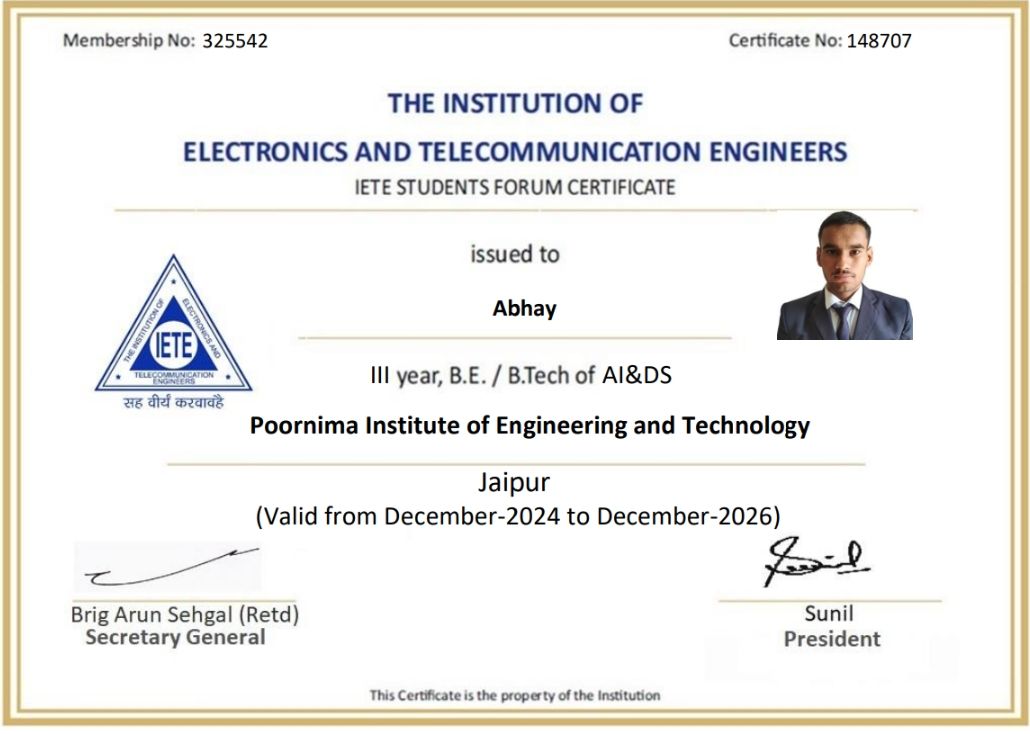 Membership No: 325542
Certificate No: 148707
THE INSTITUTION OF
ELECTRONICS AND TELECOMMUNICATION ENGINEERS
IETE STUDENTS FORUM CERTIFICATE
issued to
Abhay
THE INSTITUTION OF
ELECTRONICS AND
TELECOMMUNICATION
ENGINEERS
IETE
सह वीर्यं करवावहै
III year, B.E. / B.Tech of AI&DS
Poornima Institute of Engineering and Technology
Jaipur
(Valid from December-2024 to December-2026)
Brig Arun Sehgal (Retd)
Secretary General
Sunil
President
This Certificate is the property of the Institution